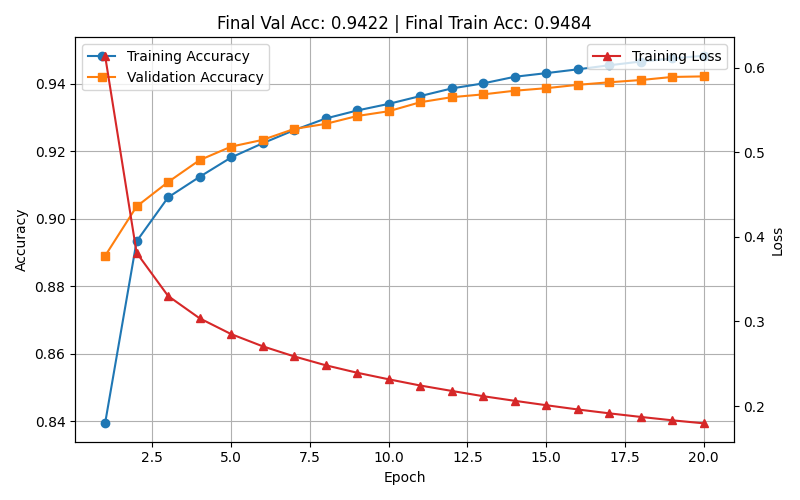 Final Val Acc: 0.9422 | Final Train Acc: 0.9484
Training Accuracy
Validation Accuracy
Training Loss
0.94
0.92
0.90
0.88
0.86
0.84
Accuracy
0.6
0.5
0.4
0.3
0.2
Loss
2.5 5.0 7.5 10.0 12.5 15.0 17.5 20.0
Epoch